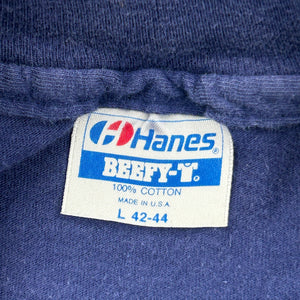 Hanes
BEEFY-T®
100% COTTON
MADE IN U.S.A.
L 42-44